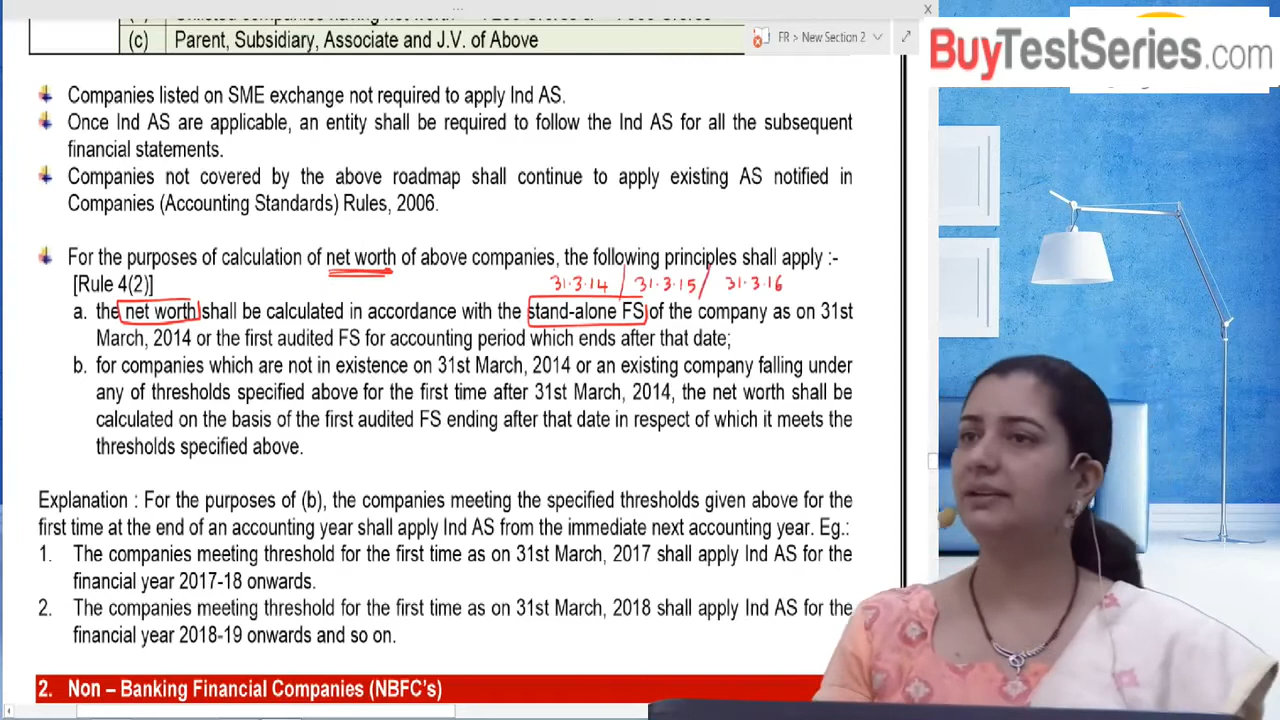 (c) Parent, Subsidiary, Associate and J.V. of Above
FR > New Section 2
BuyTestSeries.com
Companies listed on SME exchange not required to apply Ind AS.
Once Ind AS are applicable, an entity shall be required to follow the Ind AS for all the subsequent
financial statements.
Companies not covered by the above roadmap shall continue to apply existing AS notified in
Companies (Accounting Standards) Rules, 2006.
For the purposes of calculation of net worth of above companies, the following principles shall apply :-
[Rule 4(2)]
31.3.14 / 31.3.15 / 31.3.16
a. the net worth shall be calculated in accordance with the stand-alone FS of the company as on 31st
March, 2014 or the first audited FS for accounting period which ends after that date;
b. for companies which are not in existence on 31st March, 2014 or an existing company falling under
any of thresholds specified above for the first time after 31st March, 2014, the net worth shall be
calculated on the basis of the first audited FS ending after that date in respect of which it meets the
thresholds specified above.
Explanation : For the purposes of (b), the companies meeting the specified thresholds given above for the
first time at the end of an accounting year shall apply Ind AS from the immediate next accounting year. Eg.:
1. The companies meeting threshold for the first time as on 31st March, 2017 shall apply Ind AS for the
financial year 2017-18 onwards.
2. The companies meeting threshold for the first time as on 31st March, 2018 shall apply Ind AS for the
financial year 2018-19 onwards and so on.
2. Non – Banking Financial Companies (NBFC's)